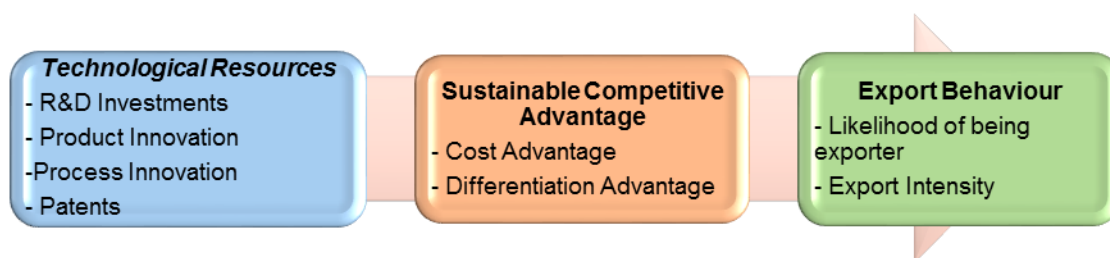 Technological Resources
- R&D Investments
- Product Innovation
-Process Innovation
- Patents
Sustainable Competitive
Advantage
- Cost Advantage
- Differentiation Advantage
Export Behaviour
- Likelihood of being
exporter
- Export Intensity